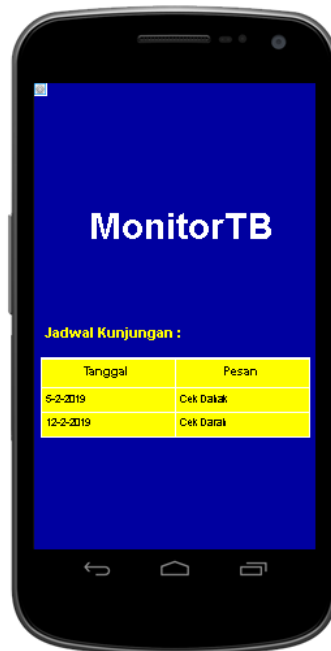 MonitorTB
Jadwal Kunjungan :
Tanggal Pesan
5-2-2019 Cek Dahak
12-2-2019 Cek Darah